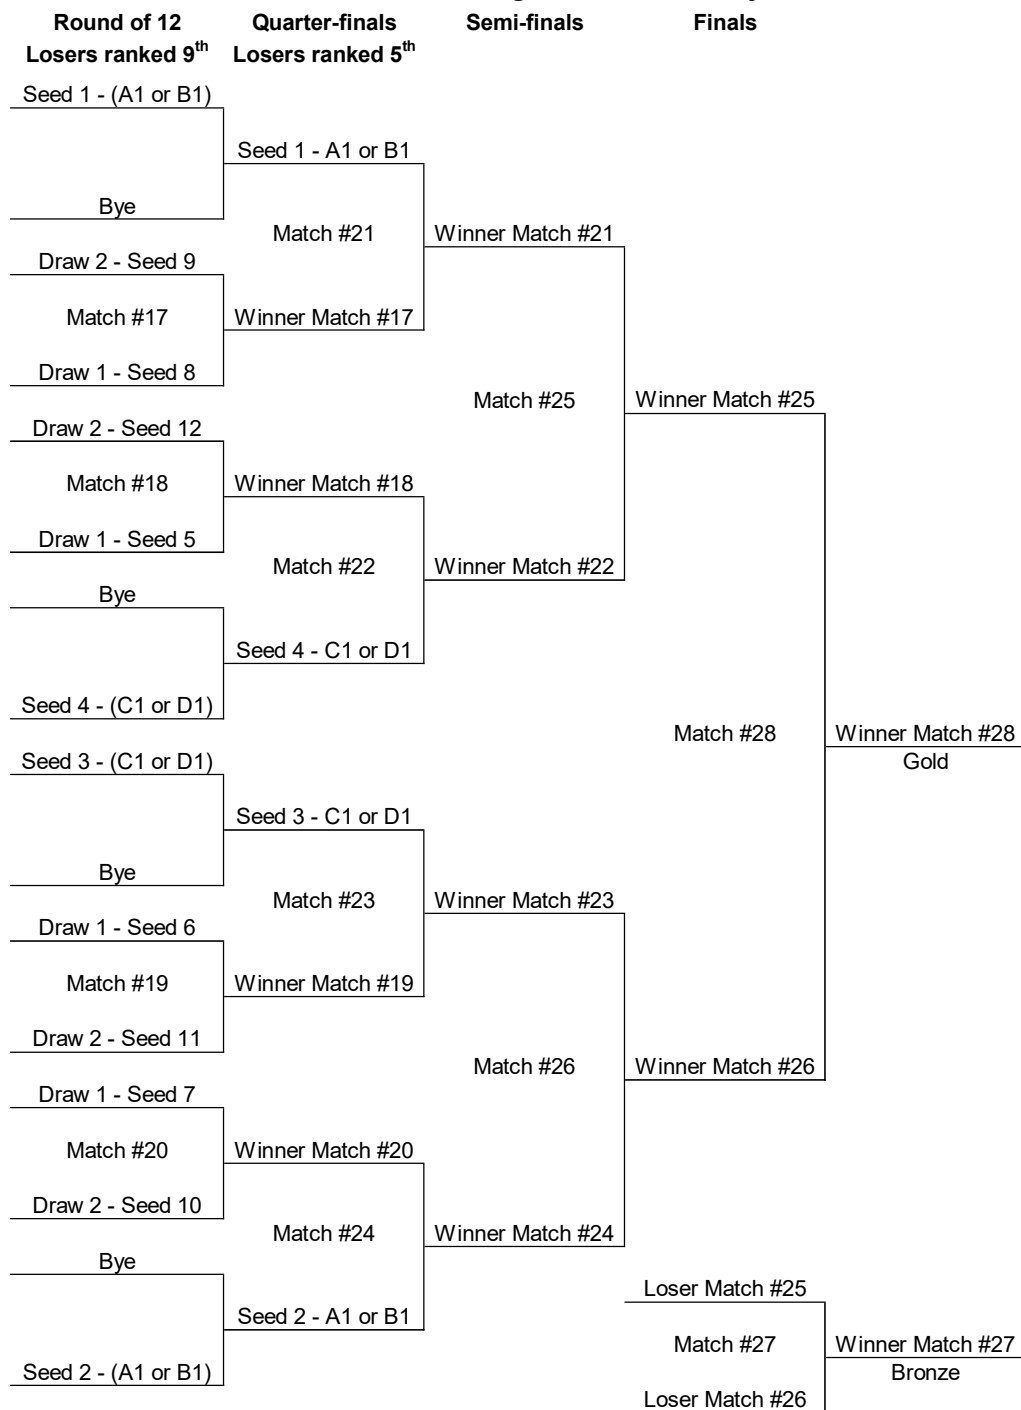 Round of 12 Quarter-finals Semi-finals Finals
Losers ranked 9th Losers ranked 5th
Seed 1 - (A1 or B1)
Seed 1 - A1 or B1
Bye
Match #21 Winner Match #21
Draw 2 - Seed 9
Match #17 Winner Match #17
Draw 1 - Seed 8
Match #25 Winner Match #25
Draw 2 - Seed 12
Match #18 Winner Match #18
Draw 1 - Seed 5
Match #22 Winner Match #22
Bye
Seed 4 - C1 or D1
Seed 4 - (C1 or D1)
Match #28 Winner Match #28
Seed 3 - (C1 or D1) Gold
Seed 3 - C1 or D1
Bye
Match #23 Winner Match #23
Draw 1 - Seed 6
Match #19 Winner Match #19
Draw 2 - Seed 11
Match #26 Winner Match #26
Draw 1 - Seed 7
Match #20 Winner Match #20
Draw 2 - Seed 10
Match #24 Winner Match #24
Bye
Loser Match #25
Seed 2 - A1 or B1
Match #27 Winner Match #27
Seed 2 - (A1 or B1) Bronze
Loser Match #26